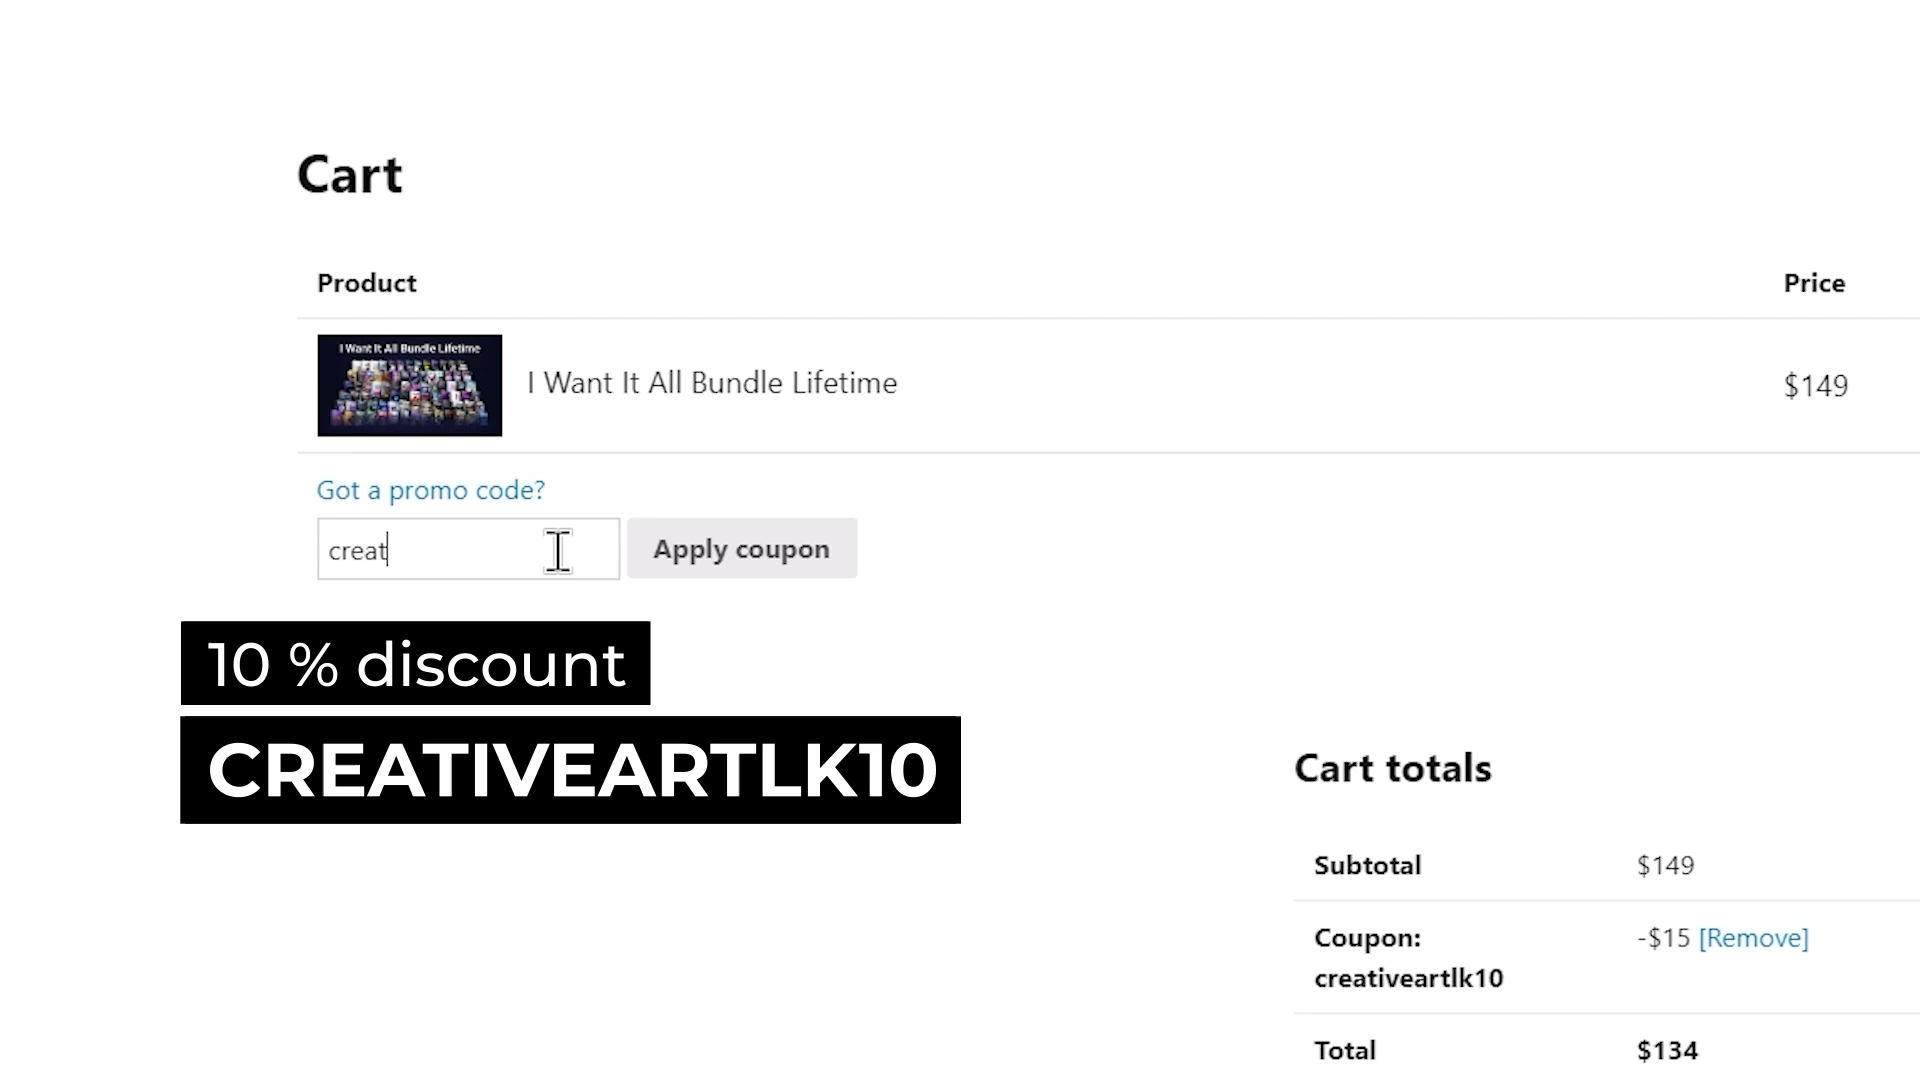 Cart
Product
Price
I Want It All Bundle Lifetime
I Want It All Bundle Lifetime
$149
Got a promo code?
creat
Apply coupon
10 % discount
CREATIVEARTLK10
Cart totals
Subtotal
$149
Coupon:
creativeartlk10
-$15 [Remove]
Total
$134